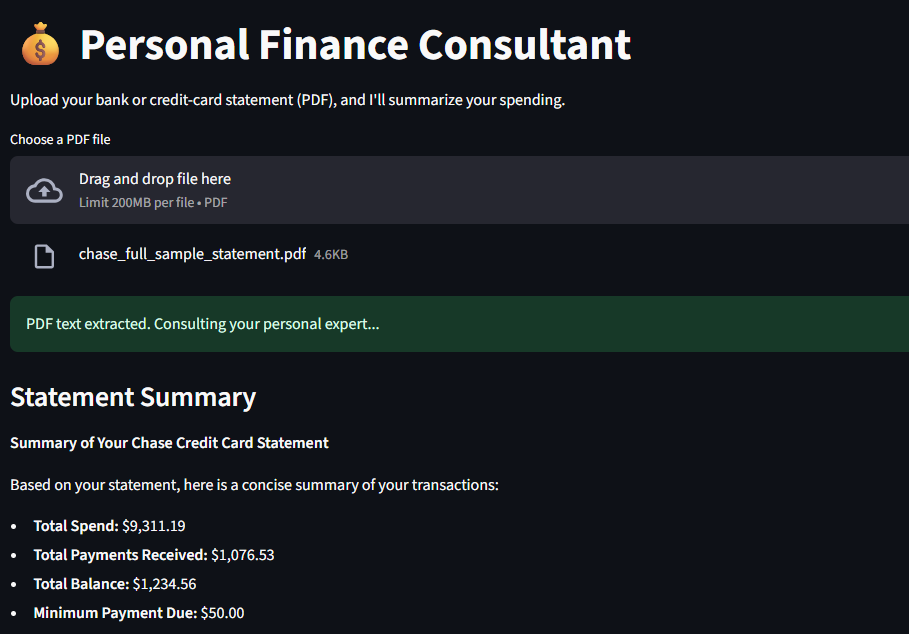 Personal Finance Consultant
Upload your bank or credit-card statement (PDF), and I'll summarize your spending.
Choose a PDF file
Drag and drop file here
Limit 200MB per file • PDF
chase_full_sample_statement.pdf 4.6KB
PDF text extracted. Consulting your personal expert...
Statement Summary
Summary of Your Chase Credit Card Statement
Based on your statement, here is a concise summary of your transactions:
• Total Spend: $9,311.19
• Total Payments Received: $1,076.53
• Total Balance: $1,234.56
• Minimum Payment Due: $50.00